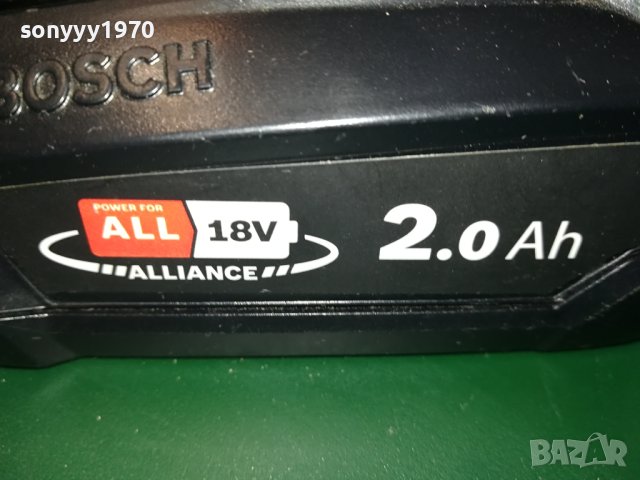 sonyyy1970
BOSCH
POWER FOR
ALL 18V
ALLIANCE
2.0 Ah
BAZAR